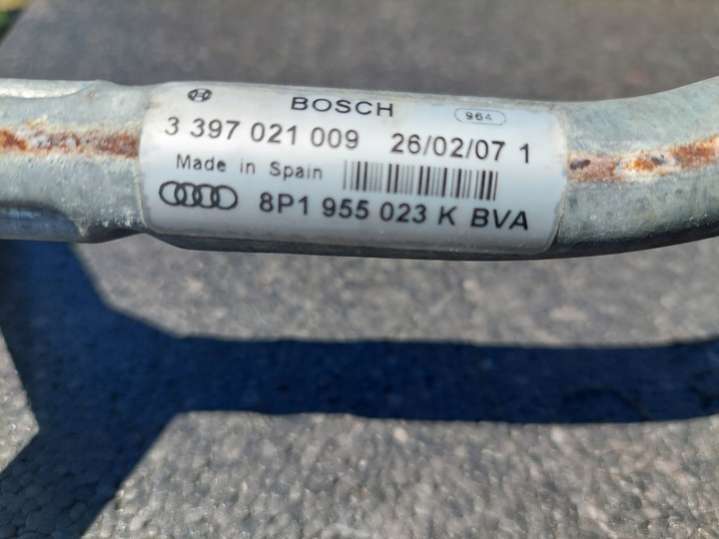 BOSCH 964
3 397 021 009 26/02/07 1
Made in Spain
8P1 955 023 K BVA